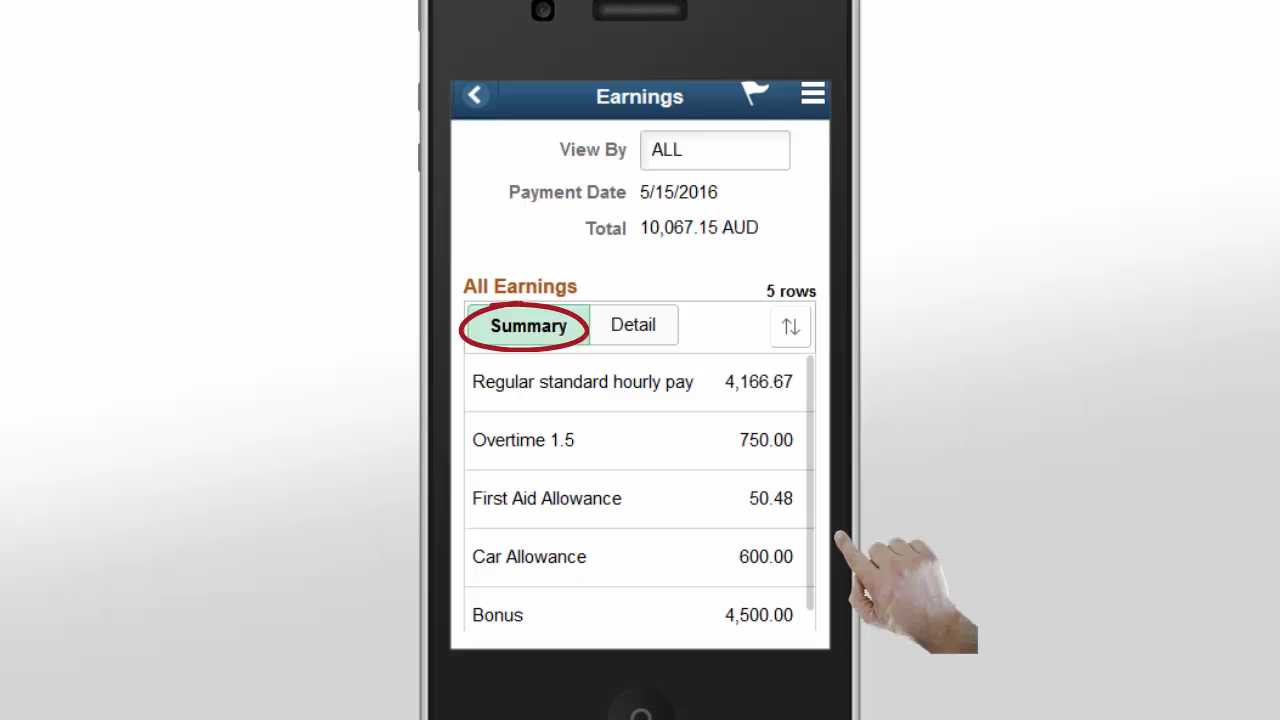 Earnings
View By ALL
Payment Date 5/15/2016
Total 10,067.15 AUD
All Earnings 5 rows
Summary Detail
Regular standard hourly pay 4,166.67
Overtime 1.5 750.00
First Aid Allowance 50.48
Car Allowance 600.00
Bonus 4,500.00